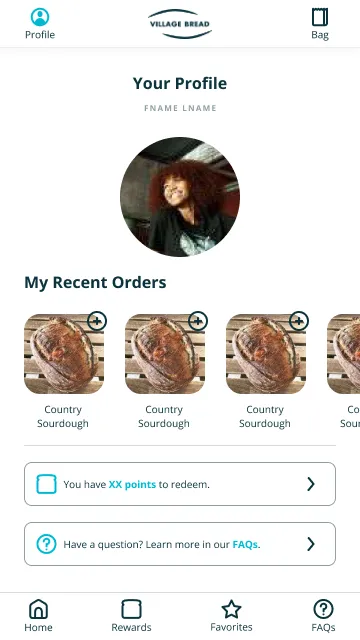 VILLAGE BREAD
Profile
Bag
Your Profile
FNAME LNAME
My Recent Orders
Country
Sourdough
Country
Sourdough
Country
Sourdough
Co
Sour
You have XX points to redeem.
Have a question? Learn more in our FAQs.
Home
Rewards
Favorites
FAQs